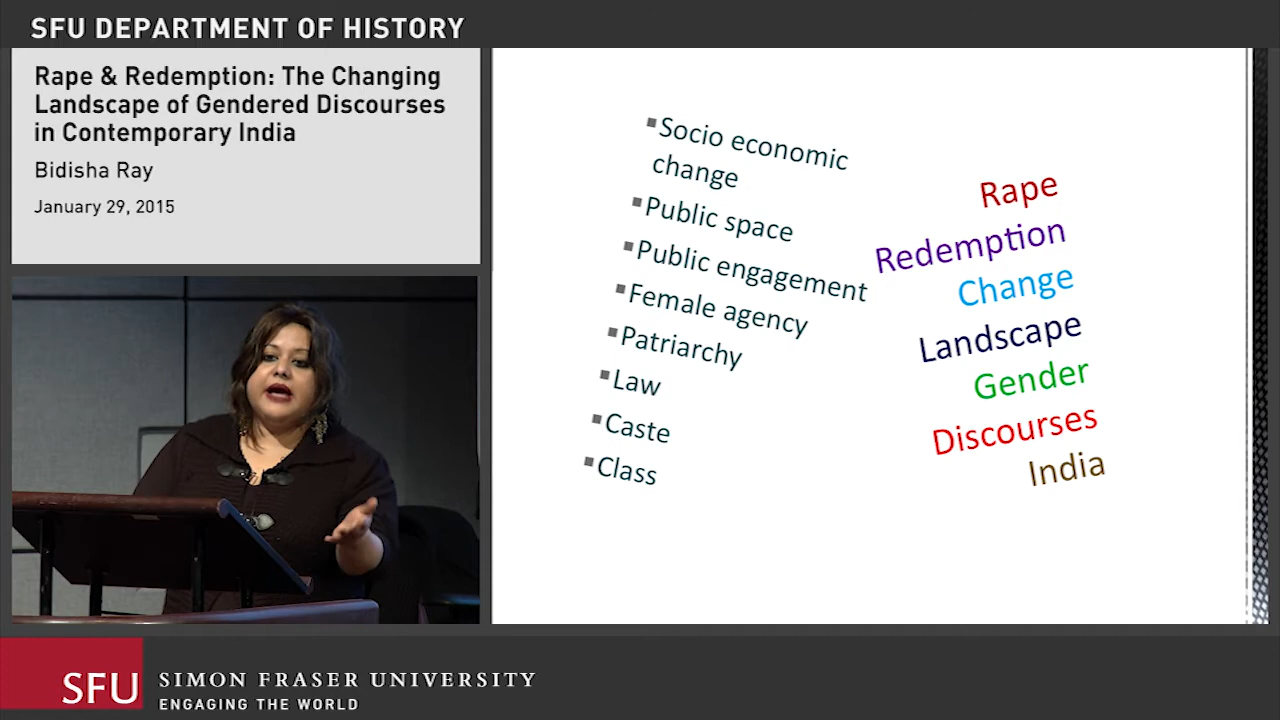 SFU DEPARTMENT OF HISTORY
Rape & Redemption: The Changing
Landscape of Gendered Discourses
in Contemporary India
Bidisha Ray
January 29, 2015
▪Socio economic
change
▪Public space
▪Public engagement
▪Female agency
▪Patriarchy
▪Law
▪Caste
▪Class
Rape
Redemption
Change
Landscape
Gender
Discourses
India
SFU
SIMON FRASER UNIVERSITY
ENGAGING THE WORLD